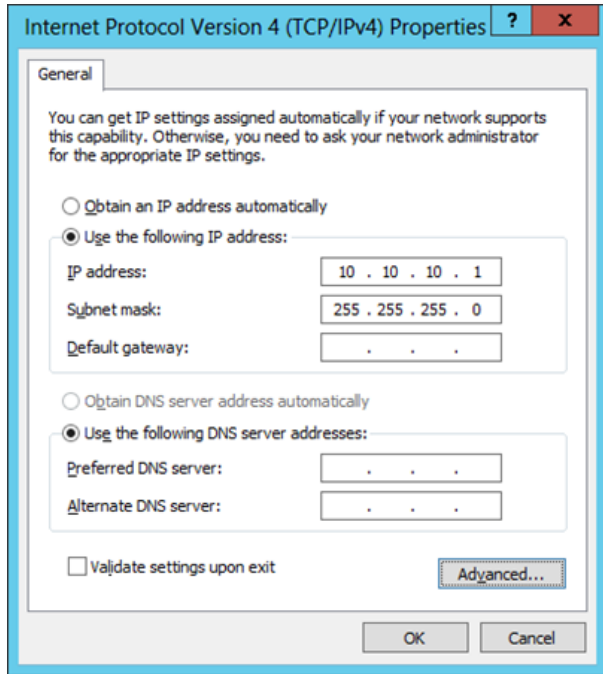 Internet Protocol Version 4 (TCP/IPv4) Properties ? x
General
You can get IP settings assigned automatically if your network supports
this capability. Otherwise, you need to ask your network administrator
for the appropriate IP settings.
Obtain an IP address automatically
Use the following IP address:
IP address: 10 . 10 . 10 . 1
Subnet mask: 255 . 255 . 255 . 0
Default gateway: . . .
Obtain DNS server address automatically
Use the following DNS server addresses:
Preferred DNS server: . . .
Alternate DNS server: . . .
Validate settings upon exit
Advanced...
OK Cancel